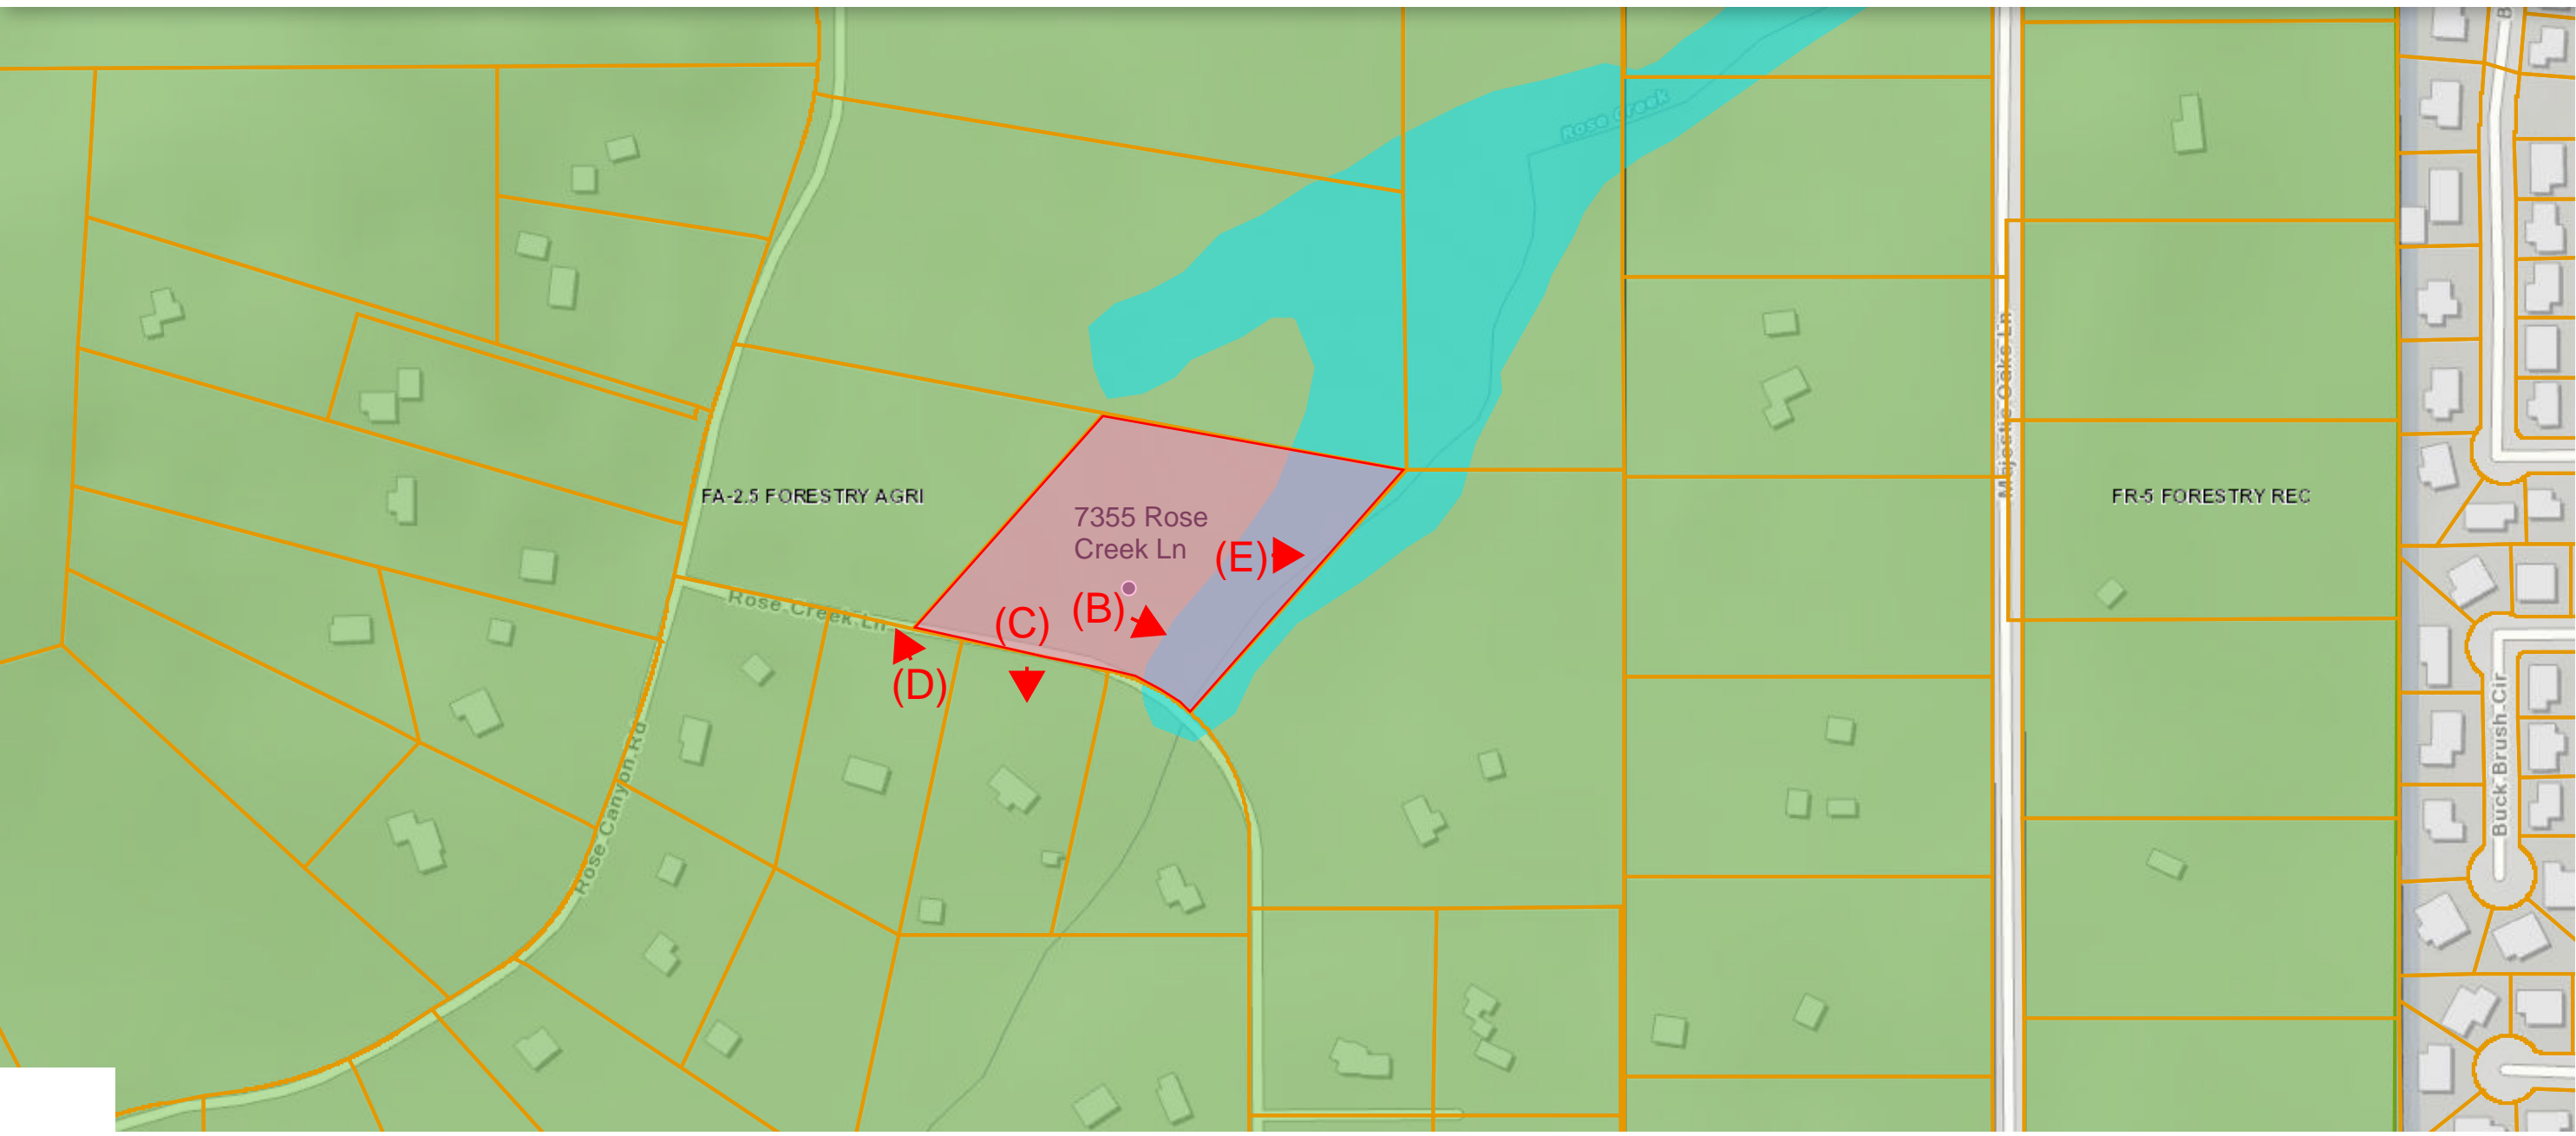 B
Rose Creek
Majestic Oaks Ln
FA-2.5 FORESTRY AGRI
FR-5 FORESTRY REC
7355 Rose
Creek Ln
(E)
Rose Creek Ln
(B)
(C)
(D)
Rose Canyon Rd
Buck Brush Cir